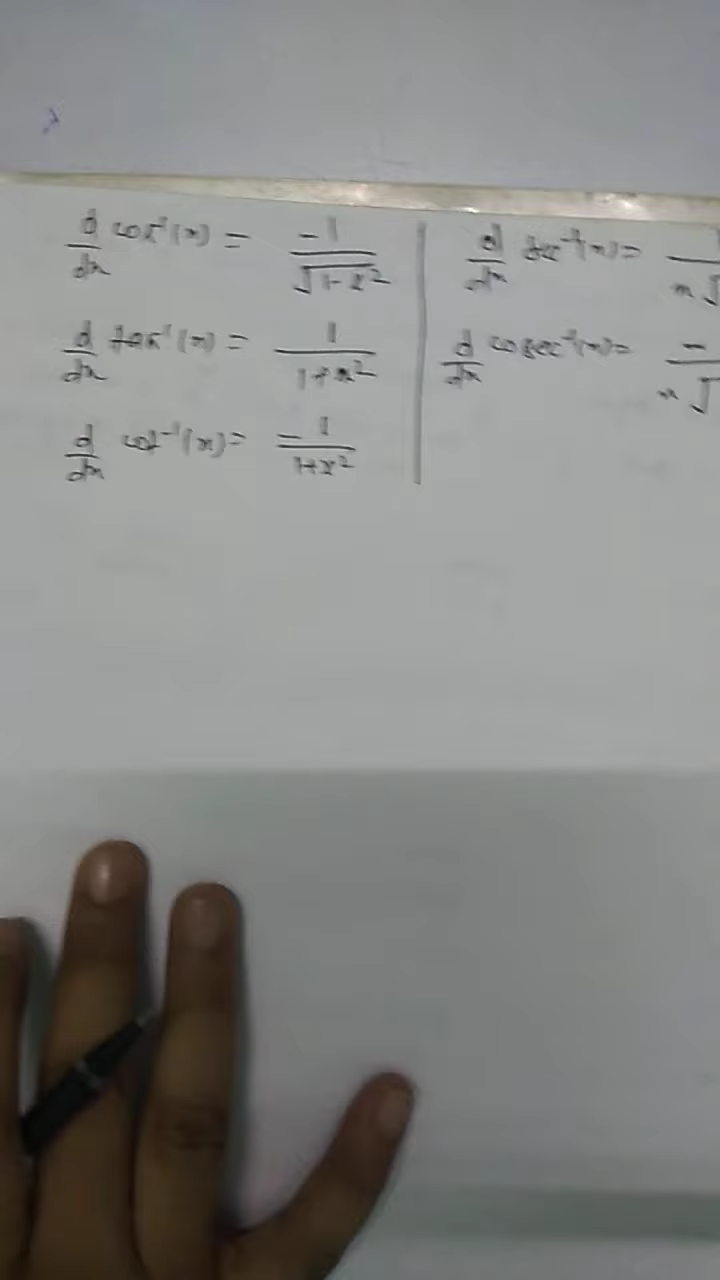 d/dx cos⁻¹(x) = -1/√(1-x²)
d/dx tan⁻¹(x) = 1/(1+x²)
d/dx cot⁻¹(x) = -1/(1+x²)
d/dx sec⁻¹(x) =
d/dx cosec⁻¹(x) =